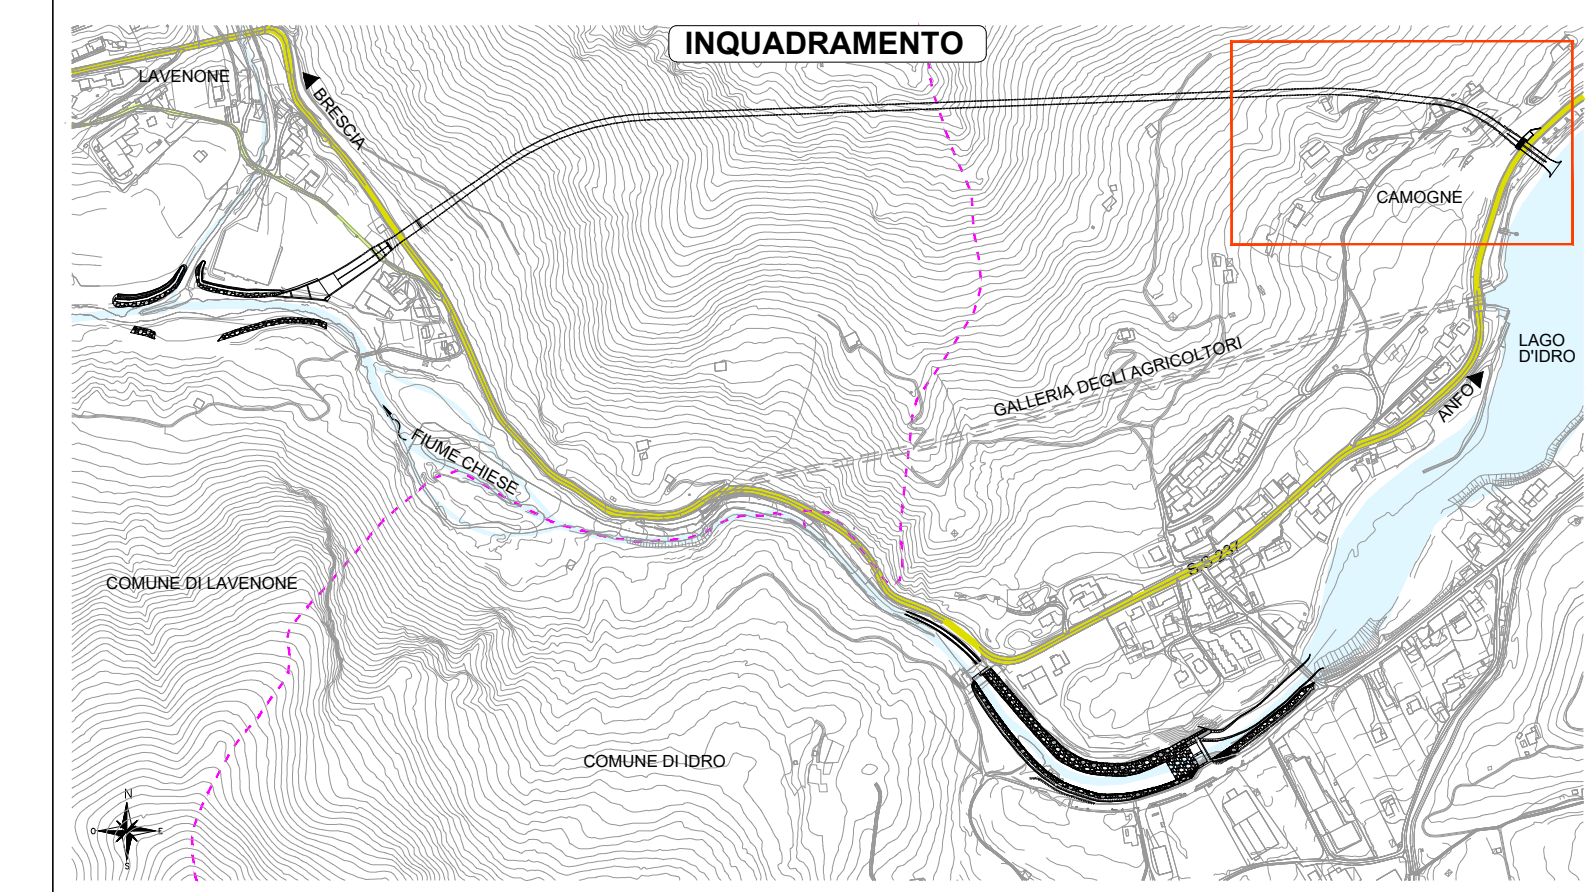 INQUADRAMENTO
LAVENONE
BRESCIA
CAMOGNE
LAGO
D'IDRO
GALLERIA DEGLI AGRICOLTORI
ANFO
FIUME CHIESE
S.S.237
COMUNE DI LAVENONE
COMUNE DI IDRO
N
O
E
S